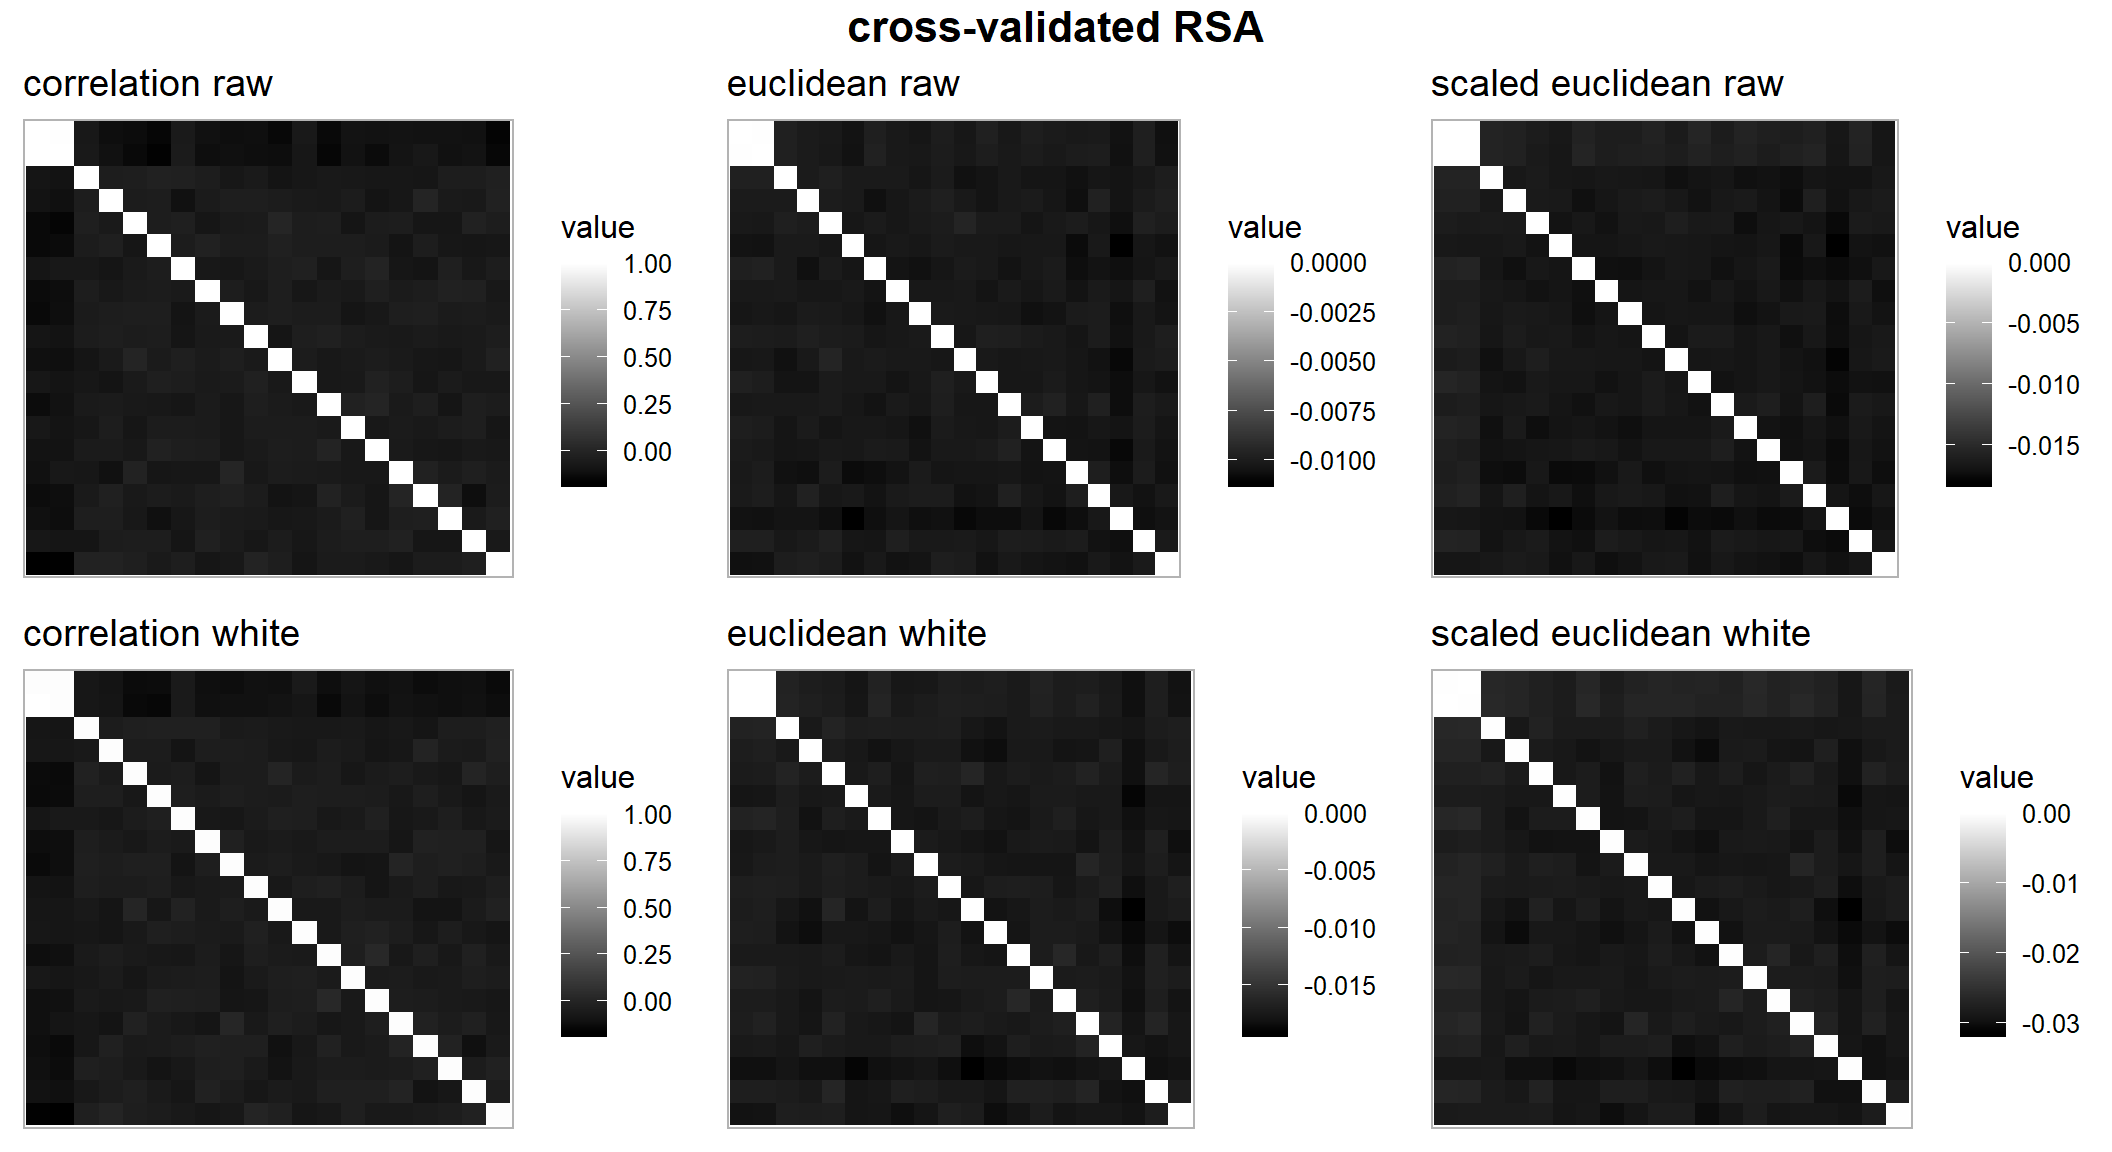 cross-validated RSA
correlation raw
value
1.00
0.75
0.50
0.25
0.00
euclidean raw
value
0.0000
-0.0025
-0.0050
-0.0075
-0.0100
scaled euclidean raw
value
0.000
-0.005
-0.010
-0.015
correlation white
value
1.00
0.75
0.50
0.25
0.00
euclidean white
value
0.000
-0.005
-0.010
-0.015
scaled euclidean white
value
0.00
-0.01
-0.02
-0.03